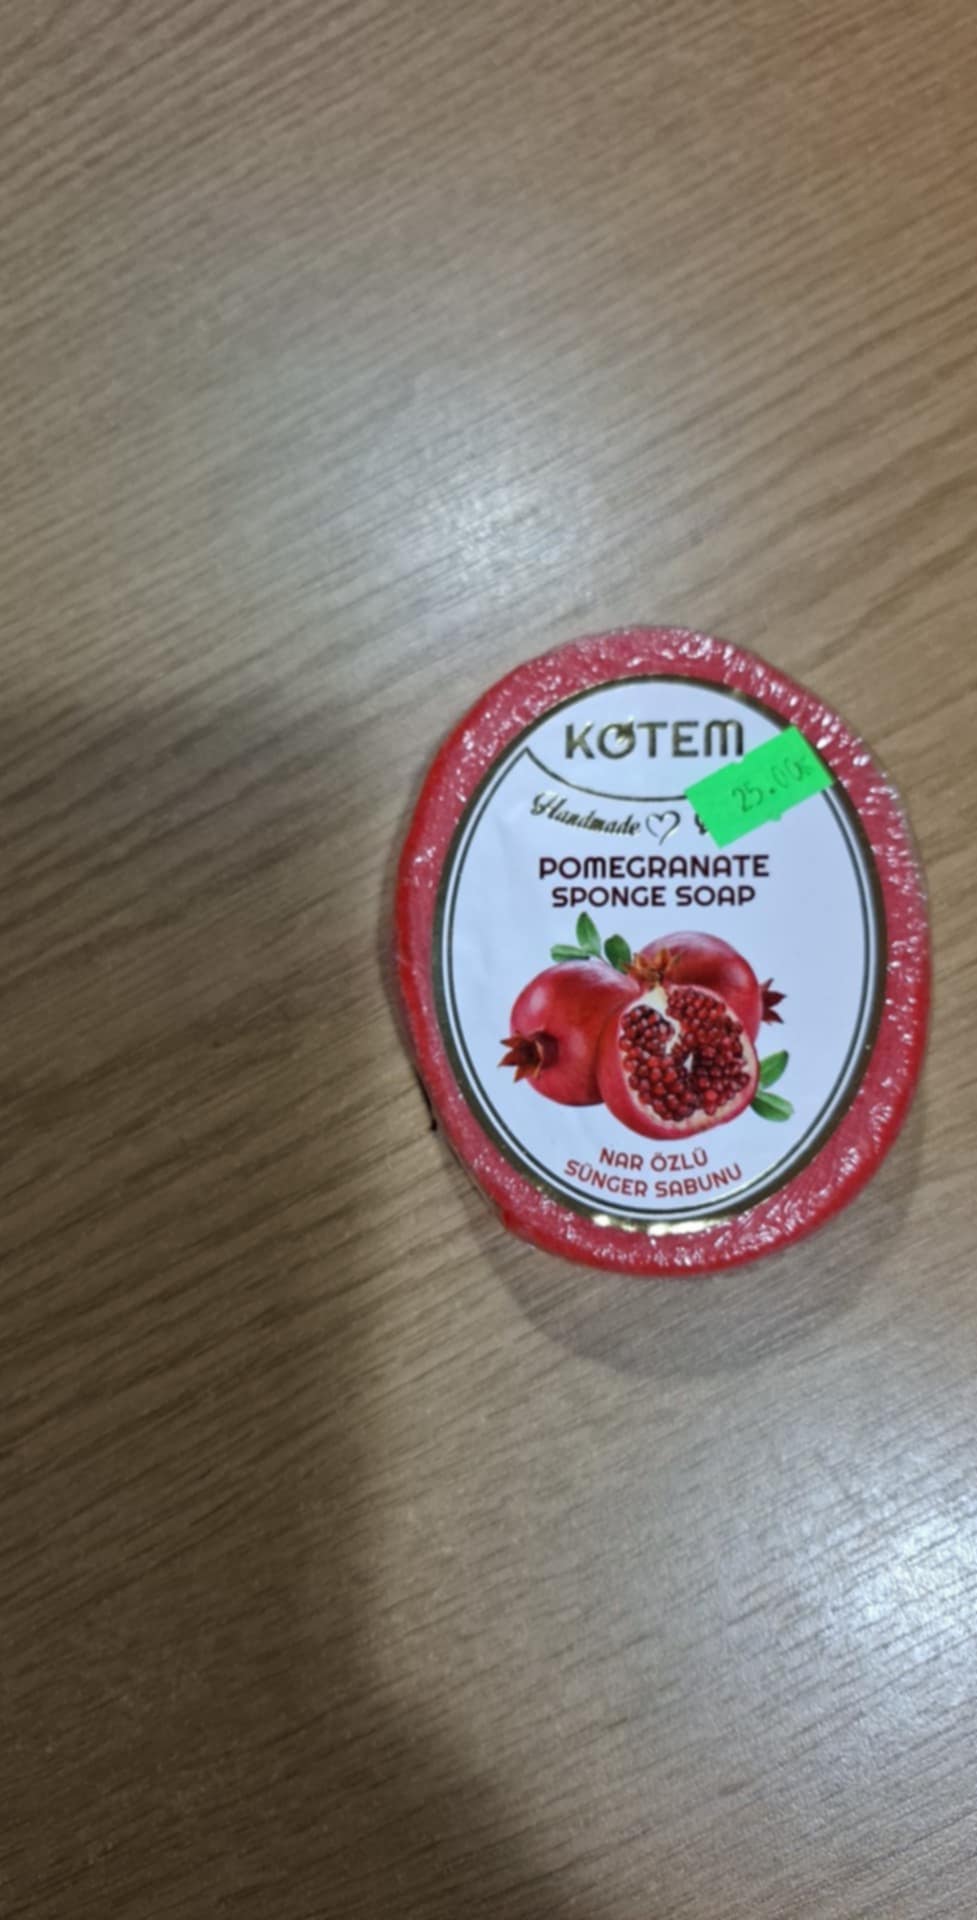 KOTEM
25.00₺
Handmade
POMEGRANATE
SPONGE SOAP
NAR ÖZLÜ
SÜNGER SABUNU